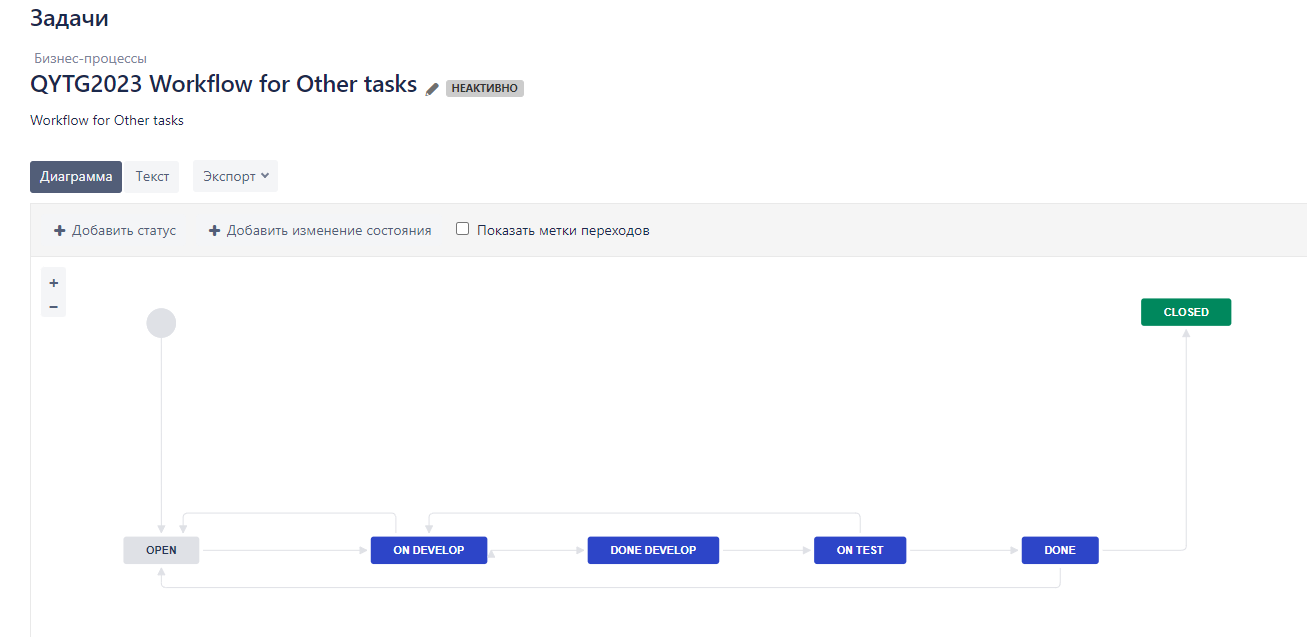 Задачи
Бизнес-процессы
QYTG2023 Workflow for Other tasks НЕАКТИВНО
Workflow for Other tasks
Диаграмма Текст Экспорт
+ Добавить статус + Добавить изменение состояния Показать метки переходов
+
−
CLOSED
OPEN ON DEVELOP DONE DEVELOP ON TEST DONE